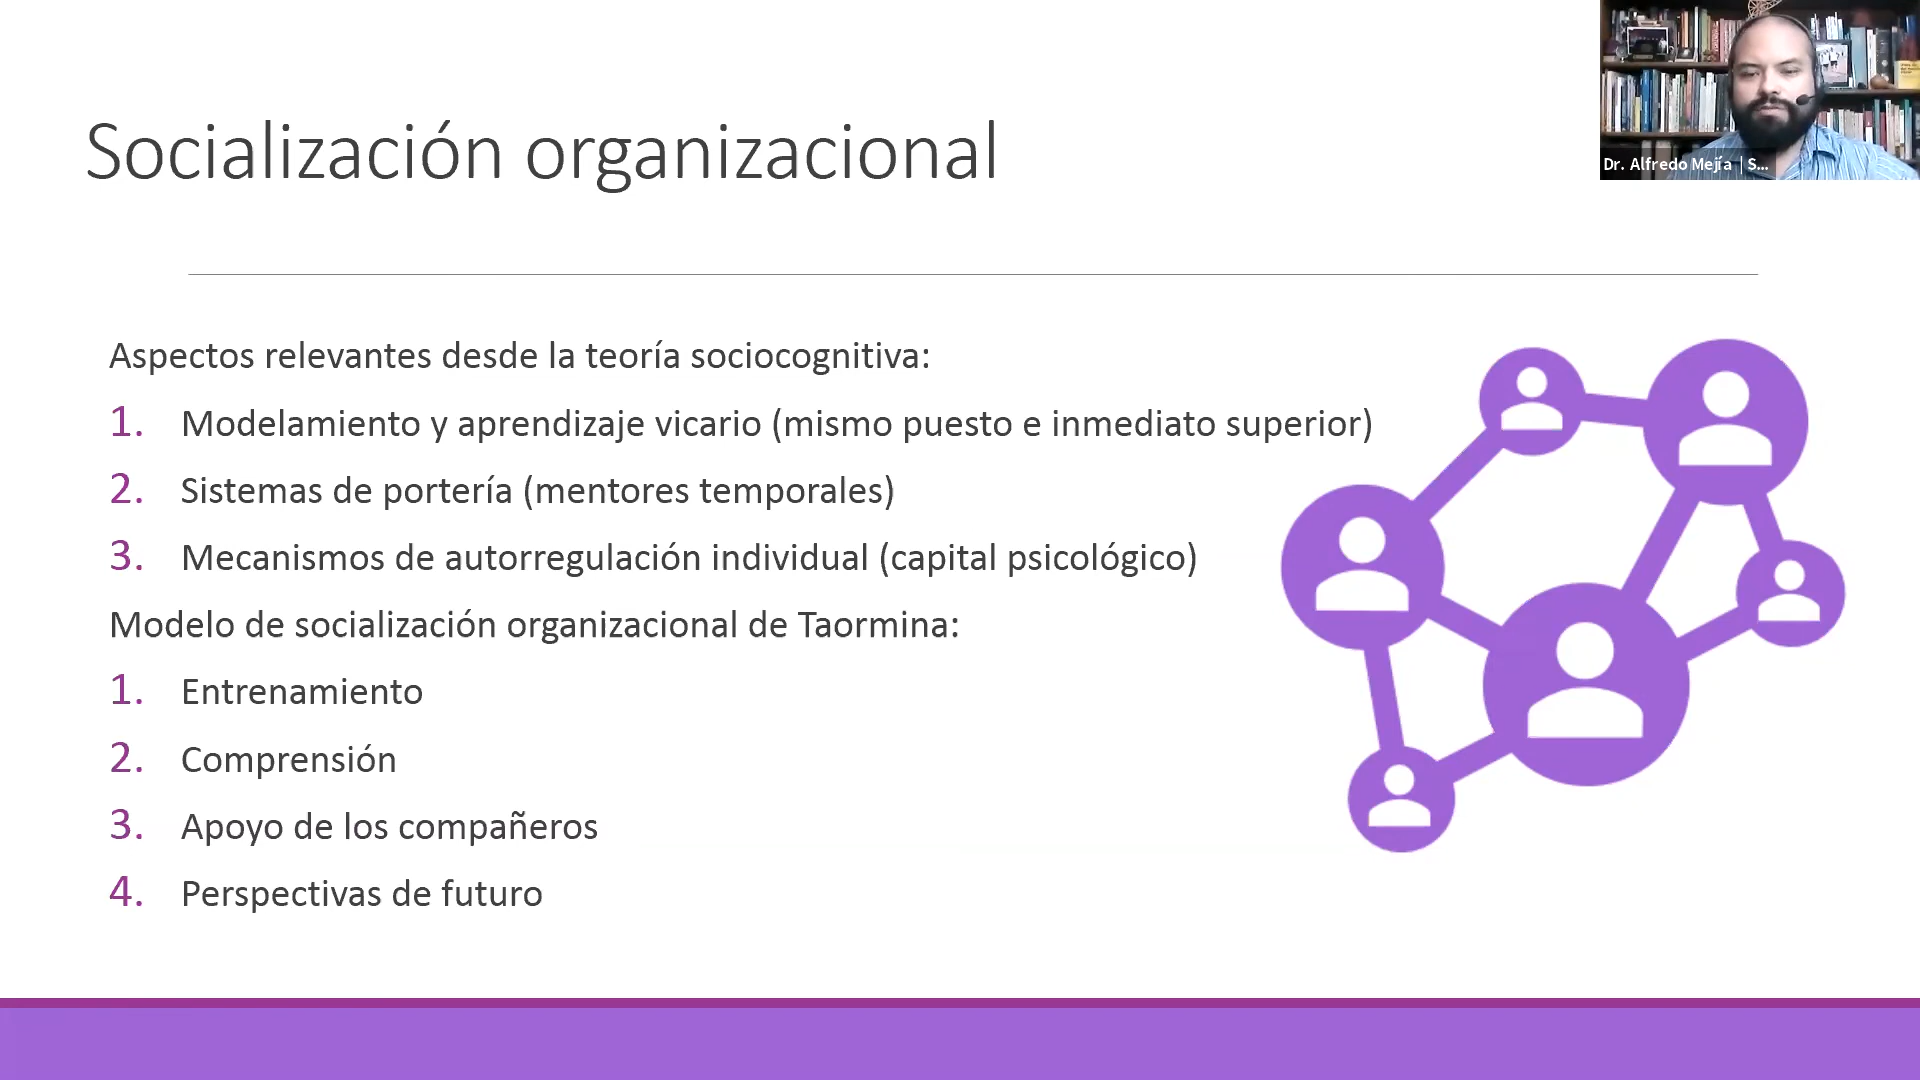 Socialización organizacional
Dr. Alfredo Mejía | S...
Aspectos relevantes desde la teoría sociocognitiva:
1. Modelamiento y aprendizaje vicario (mismo puesto e inmediato superior)
2. Sistemas de portería (mentores temporales)
3. Mecanismos de autorregulación individual (capital psicológico)
Modelo de socialización organizacional de Taormina:
1. Entrenamiento
2. Comprensión
3. Apoyo de los compañeros
4. Perspectivas de futuro